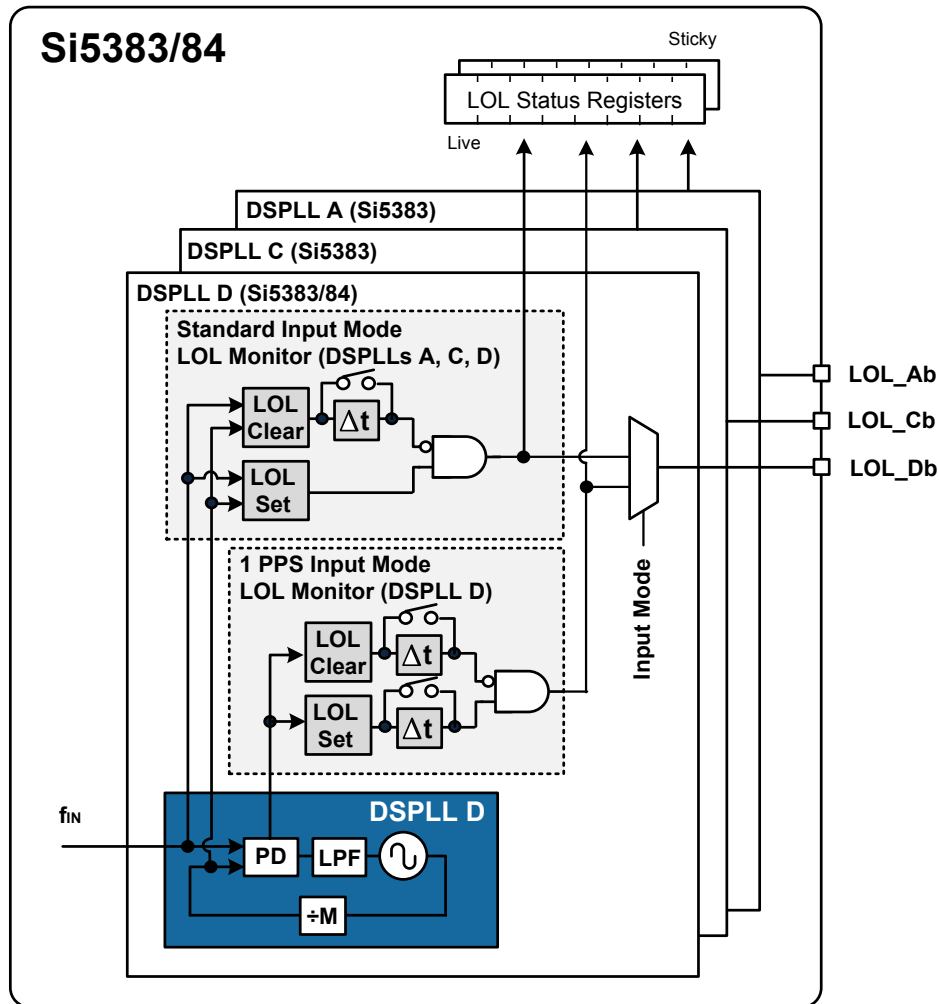 Si5383/84
Sticky
LOL Status Registers
Live
DSPLL A (Si5383)
DSPLL C (Si5383)
DSPLL D (Si5383/84)
Standard Input Mode
LOL Monitor (DSPLLs A, C, D)
LOL
Clear
Δt
LOL
Set
LOL_Ab
LOL_Cb
LOL_Db
1 PPS Input Mode
LOL Monitor (DSPLL D)
LOL
Clear
Δt
LOL
Set
Δt
Input Mode
fIN
DSPLL D
PD
LPF
÷M